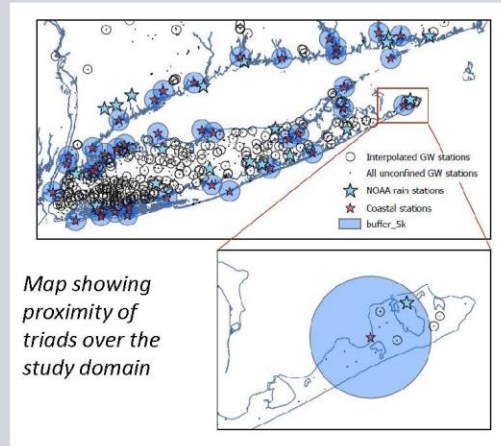 Interpolated GW stations
All unconfined GW stations
NOAA rain stations
Coastal stations
buffer_5k
Map showing
proximity of
triads over the
study domain